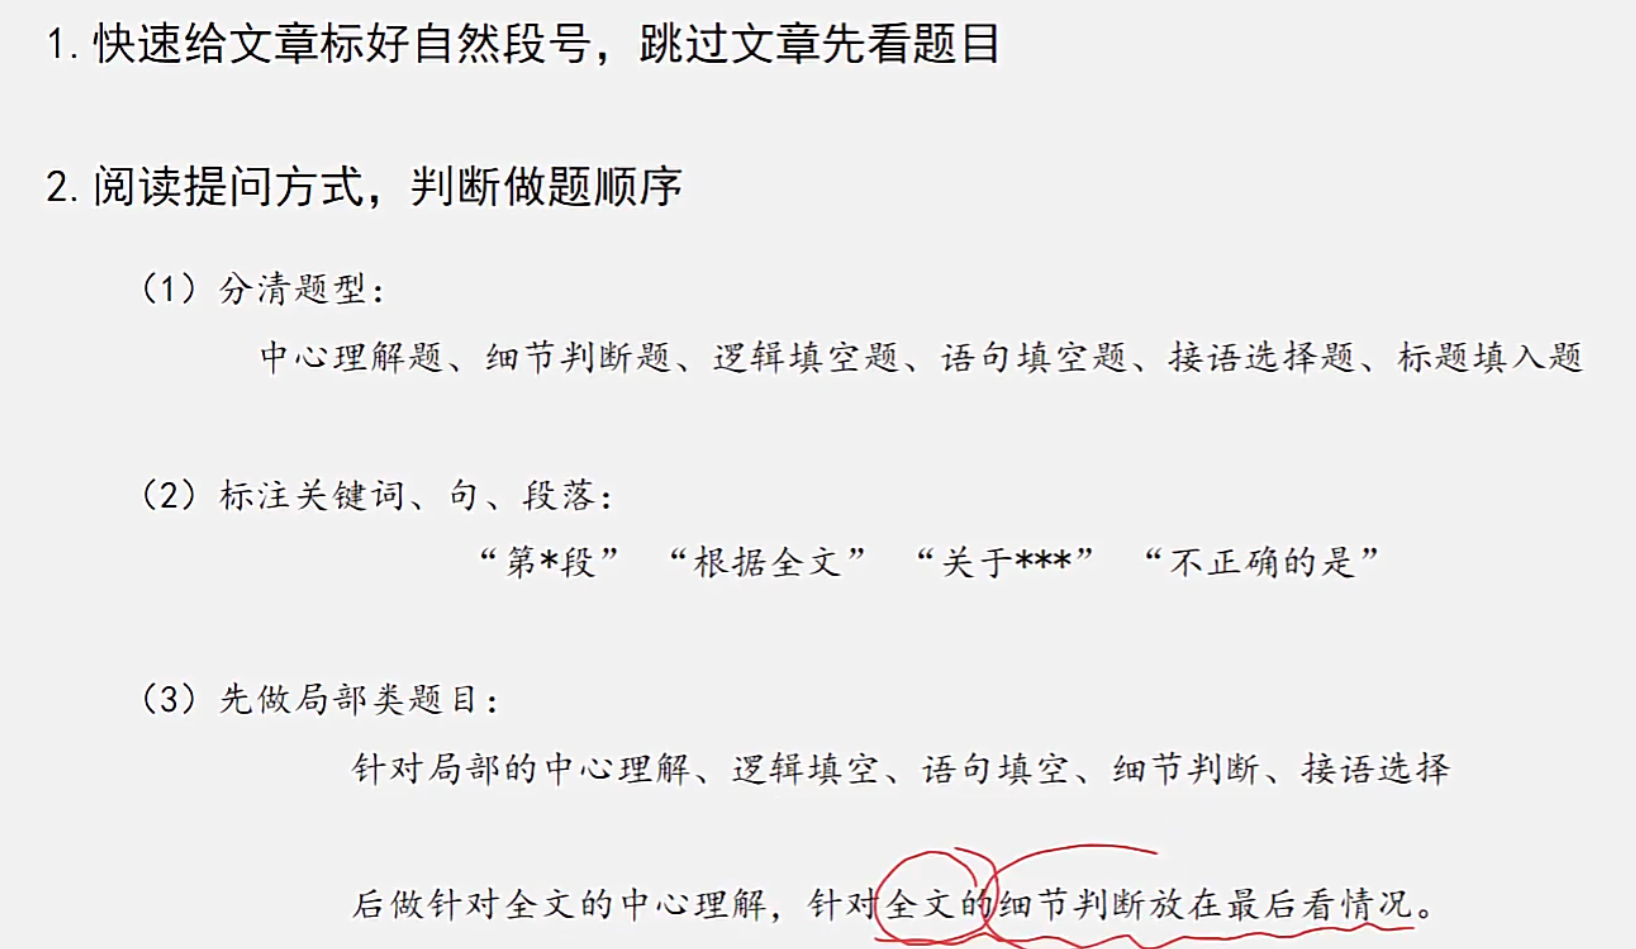 1. 快速给文章标好自然段号，跳过文章先看题目
2. 阅读提问方式，判断做题顺序
（1）分清题型：
中心理解题、细节判断题、逻辑填空题、语句填空题、接语选择题、标题填入题
（2）标注关键词、句、段落：
“第*段” “根据全文” “关于***” “不正确的是”
（3）先做局部类题目：
针对局部的中心理解、逻辑填空、语句填空、细节判断、接语选择
后做针对全文的中心理解，针对全文的细节判断放在最后看情况。